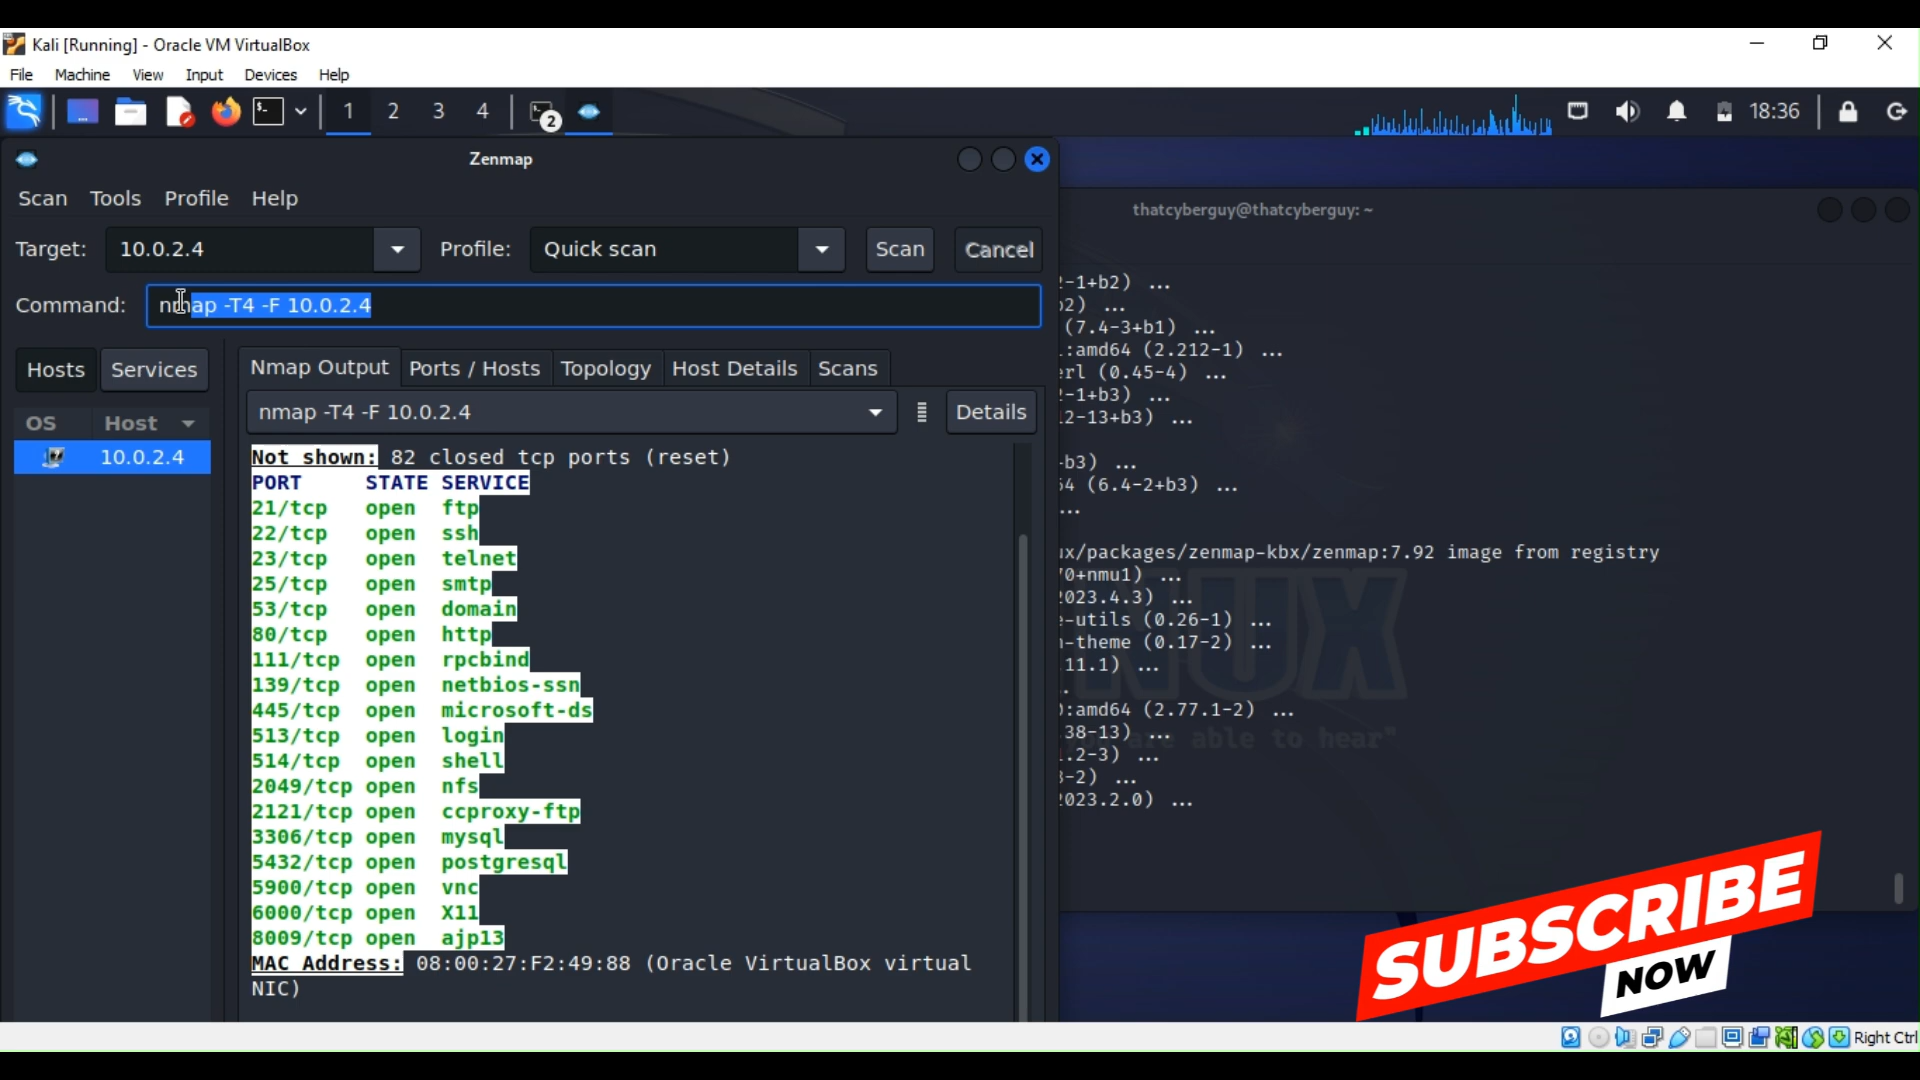 Kali [Running] - Oracle VM VirtualBox
File Machine View Input Devices Help
1 2 3 4 2 18:36
Zenmap
Scan Tools Profile Help
Target: 10.0.2.4 Profile: Quick scan Scan Cancel
Command: nmap -T4 -F 10.0.2.4
Hosts Services
OS Host
10.0.2.4
Nmap Output Ports / Hosts Topology Host Details Scans
nmap -T4 -F 10.0.2.4 Details
Not shown: 82 closed tcp ports (reset)
PORT STATE SERVICE
21/tcp open ftp
22/tcp open ssh
23/tcp open telnet
25/tcp open smtp
53/tcp open domain
80/tcp open http
111/tcp open rpcbind
139/tcp open netbios-ssn
445/tcp open microsoft-ds
513/tcp open login
514/tcp open shell
2049/tcp open nfs
2121/tcp open ccproxy-ftp
3306/tcp open mysql
5432/tcp open postgresql
5900/tcp open vnc
6000/tcp open X11
8009/tcp open ajp13
MAC Address: 08:00:27:F2:49:88 (Oracle VirtualBox virtual
NIC)
thatcyberguy@thatcyberguy: ~
-1+b2) ...
2) ...
(7.4-3+b1) ...
:amd64 (2.212-1) ...
rl (0.45-4) ...
-1+b3) ...
2-13+b3) ...
b3) ...
4 (6.4-2+b3) ...
...
x/packages/zenmap-kbx/zenmap:7.92 image from registry
0+nmu1) ...
023.4.3) ...
-utils (0.26-1) ...
-theme (0.17-2) ...
11.1) ...
.
:amd64 (2.77.1-2) ...
38-13) ...
.2-3) ...
-2) ...
023.2.0) ...
NUX
are able to hear"
SUBSCRIBE
NOW
Right Ctrl